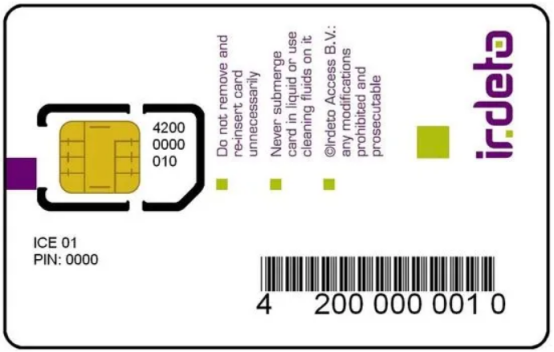 Do not remove and
re-insert card
unnecessarily
Never submerge
card in liquid or use
cleaning fluids on it
©Irdeto Access B.V.:
any modifications
prohibited and
prosecutable
irdeto
4200
0000
010
ICE 01
PIN: 0000
4 200 000 001 0